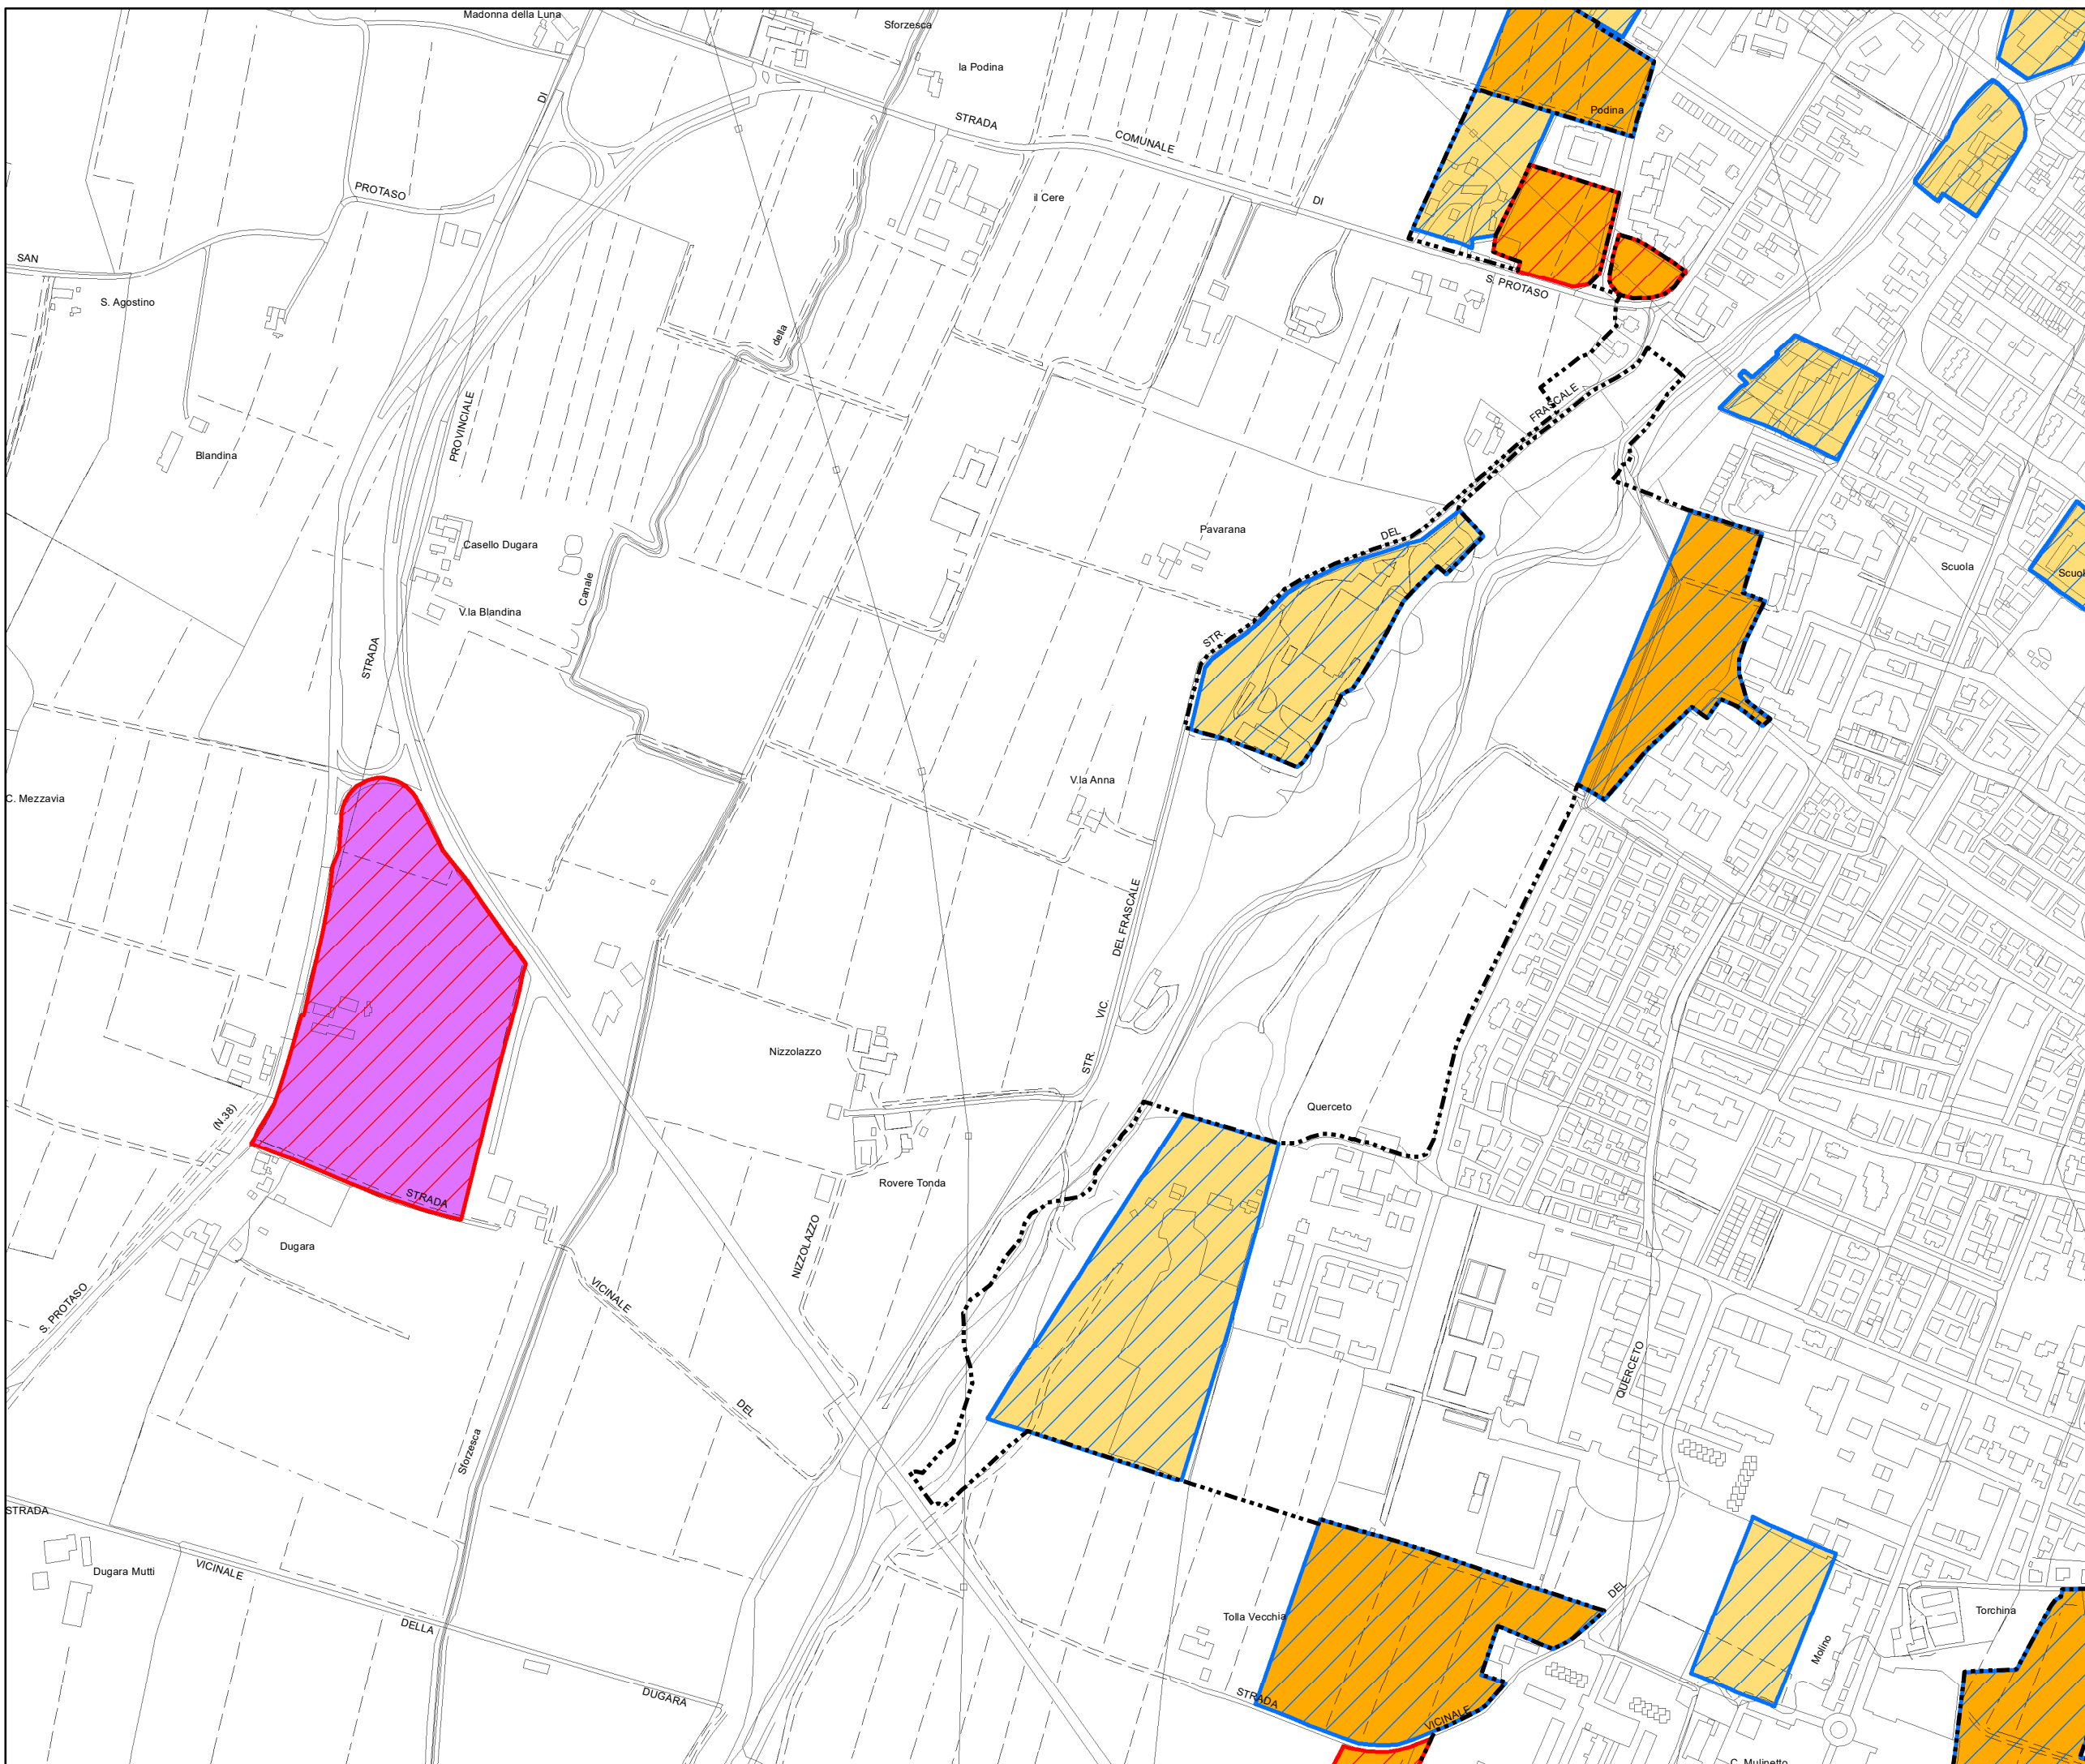 Madonna della Luna
Sforzesca
la Podina
DI
STRADA
COMUNALE
Podina
PROTASO
il Cere
DI
SAN
S. Agostino
S. PROTASO
della
FRASCALE
PROVINCIALE
Blandina
Pavarana
DEL
Casello Dugara
Scuola
Scuol
Canale
V.la Blandina
STR.
STRADA
V.la Anna
C. Mezzavia
DEL FRASCALE
VIC.
Nizzolazzo
STR.
(N.38)
Querceto
Rovere Tonda
STRADA
Dugara
NIZZOLAZZO
VICINALE
S. PROTASO
QUERCETO
DEL
Sforzesca
STRADA
VICINALE
Dugara Mutti
DEL
Tolla Vecchia
Torchina
DELLA
Molino
DUGARA
STRADA
VICINALE
C. Mulinetto